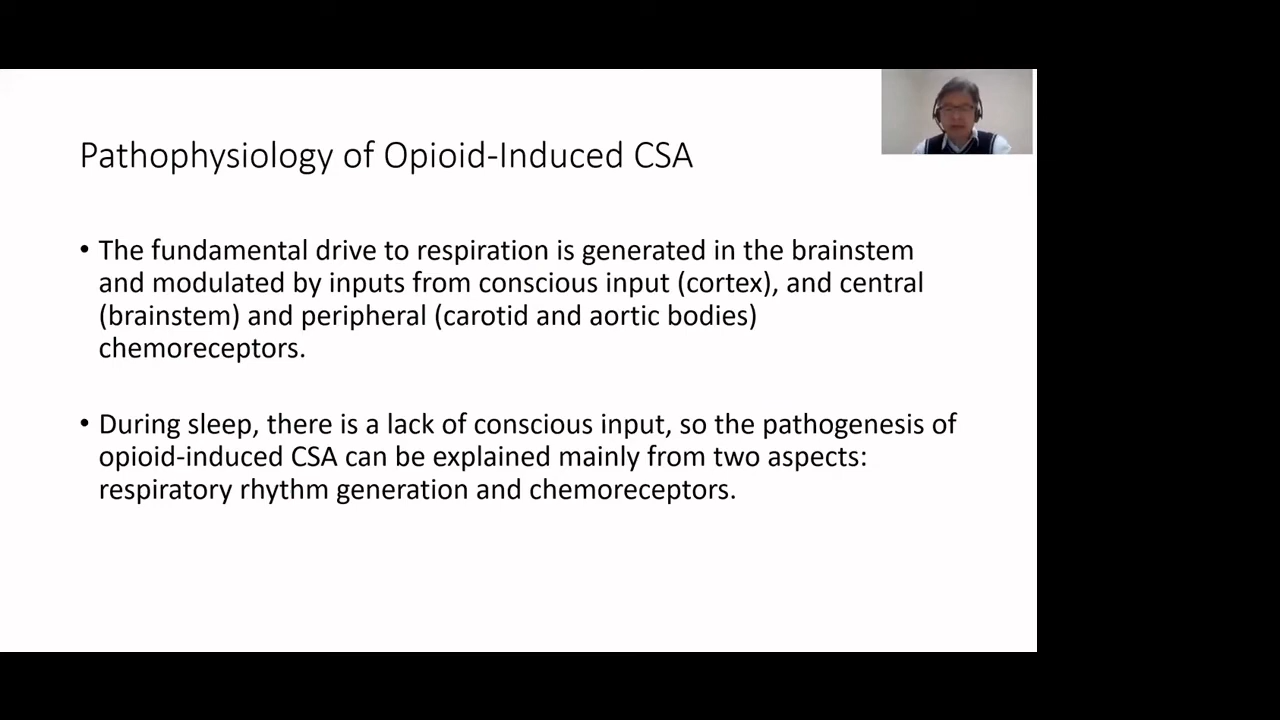 Pathophysiology of Opioid-Induced CSA
• The fundamental drive to respiration is generated in the brainstem
and modulated by inputs from conscious input (cortex), and central
(brainstem) and peripheral (carotid and aortic bodies)
chemoreceptors.
• During sleep, there is a lack of conscious input, so the pathogenesis of
opioid-induced CSA can be explained mainly from two aspects:
respiratory rhythm generation and chemoreceptors.